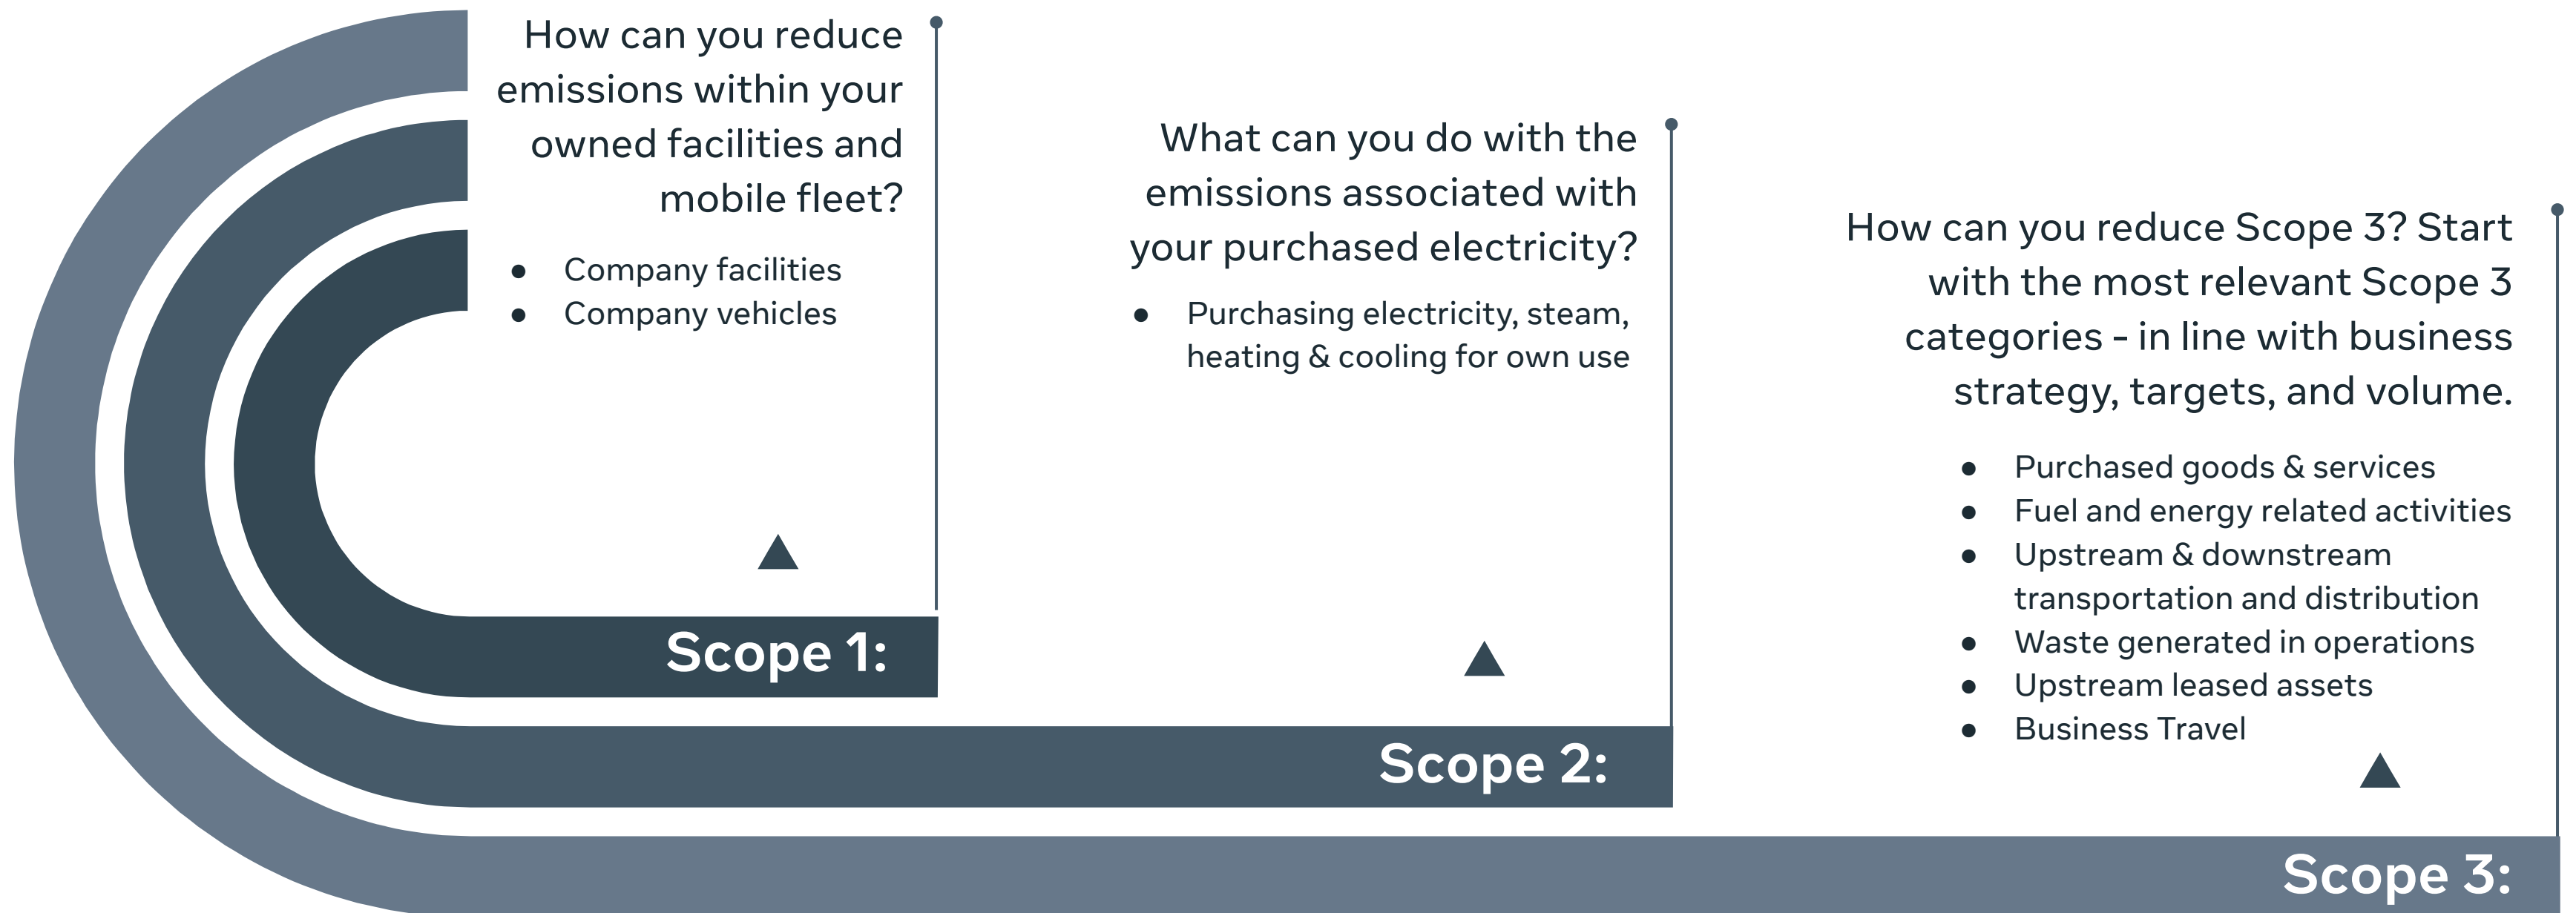 How can you reduce
emissions within your
owned facilities and
mobile fleet?
● Company facilities
● Company vehicles
Scope 1:
What can you do with the
emissions associated with
your purchased electricity?
● Purchasing electricity, steam,
heating & cooling for own use
Scope 2:
How can you reduce Scope 3? Start
with the most relevant Scope 3
categories - in line with business
strategy, targets, and volume.
● Purchased goods & services
● Fuel and energy related activities
● Upstream & downstream
transportation and distribution
● Waste generated in operations
● Upstream leased assets
● Business Travel
Scope 3: